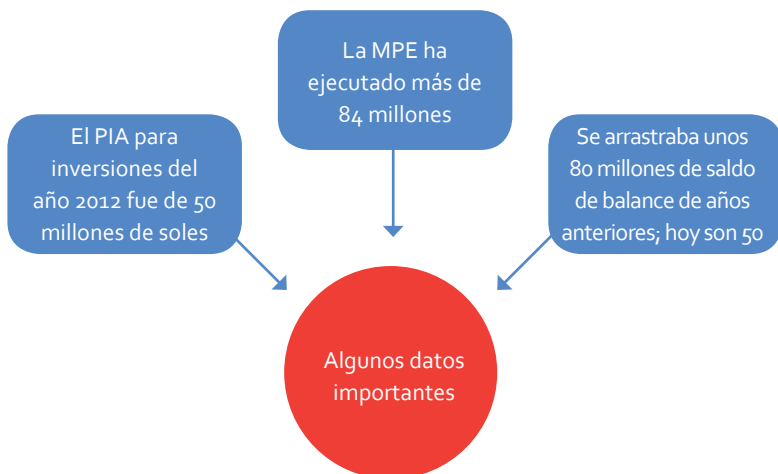 La MPE ha
ejecutado más de
84 millones
El PIA para
inversiones del
año 2012 fue de 50
millones de soles
Se arrastraba unos
80 millones de saldo
de balance de años
anteriores; hoy son 50
Algunos datos
importantes